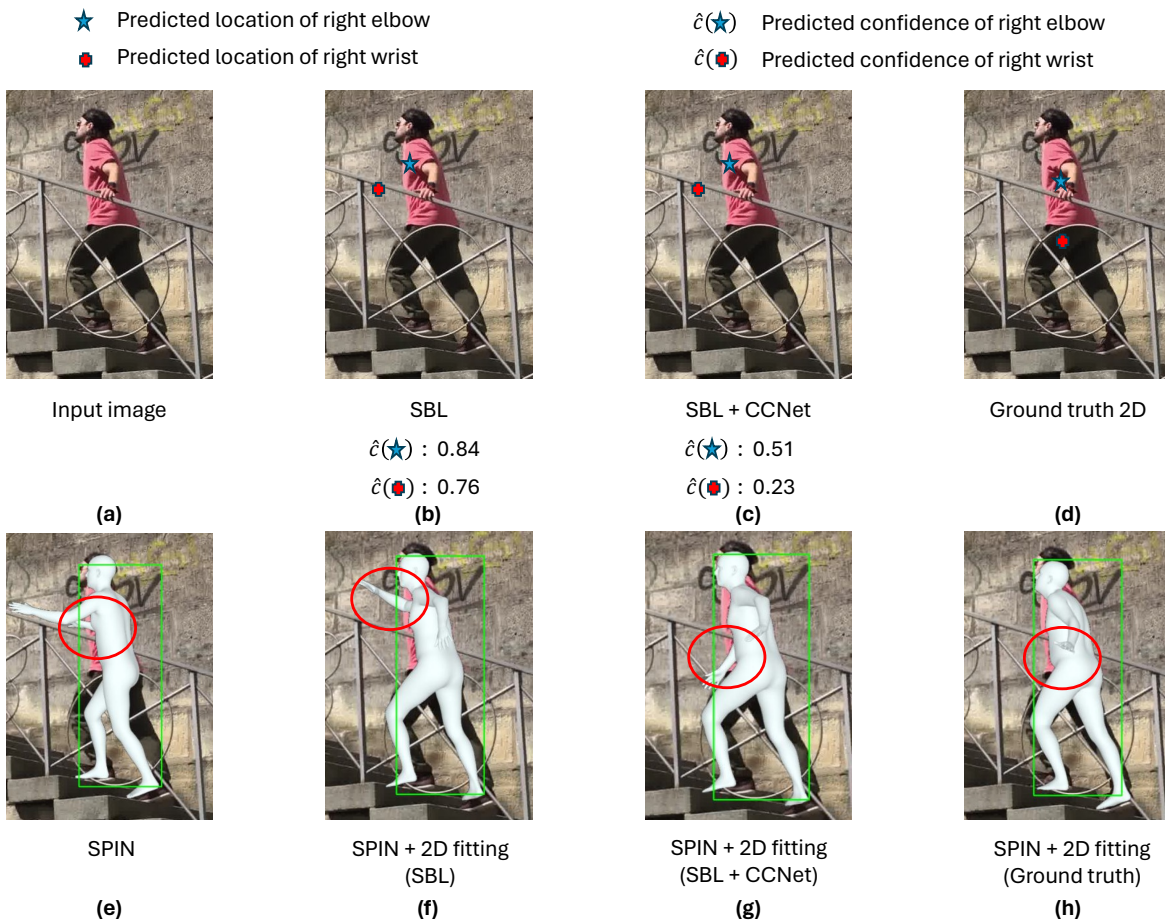 Predicted location of right elbow
ĉ(★) Predicted confidence of right elbow
Predicted location of right wrist
ĉ(✚) Predicted confidence of right wrist
Input image
SBL
SBL + CCNet
Ground truth 2D
ĉ(★) : 0.84
ĉ(★) : 0.51
ĉ(✚) : 0.76
ĉ(✚) : 0.23
(a)
(b)
(c)
(d)
SPIN
SPIN + 2D fitting
(SBL)
SPIN + 2D fitting
(SBL + CCNet)
SPIN + 2D fitting
(Ground truth)
(e)
(f)
(g)
(h)